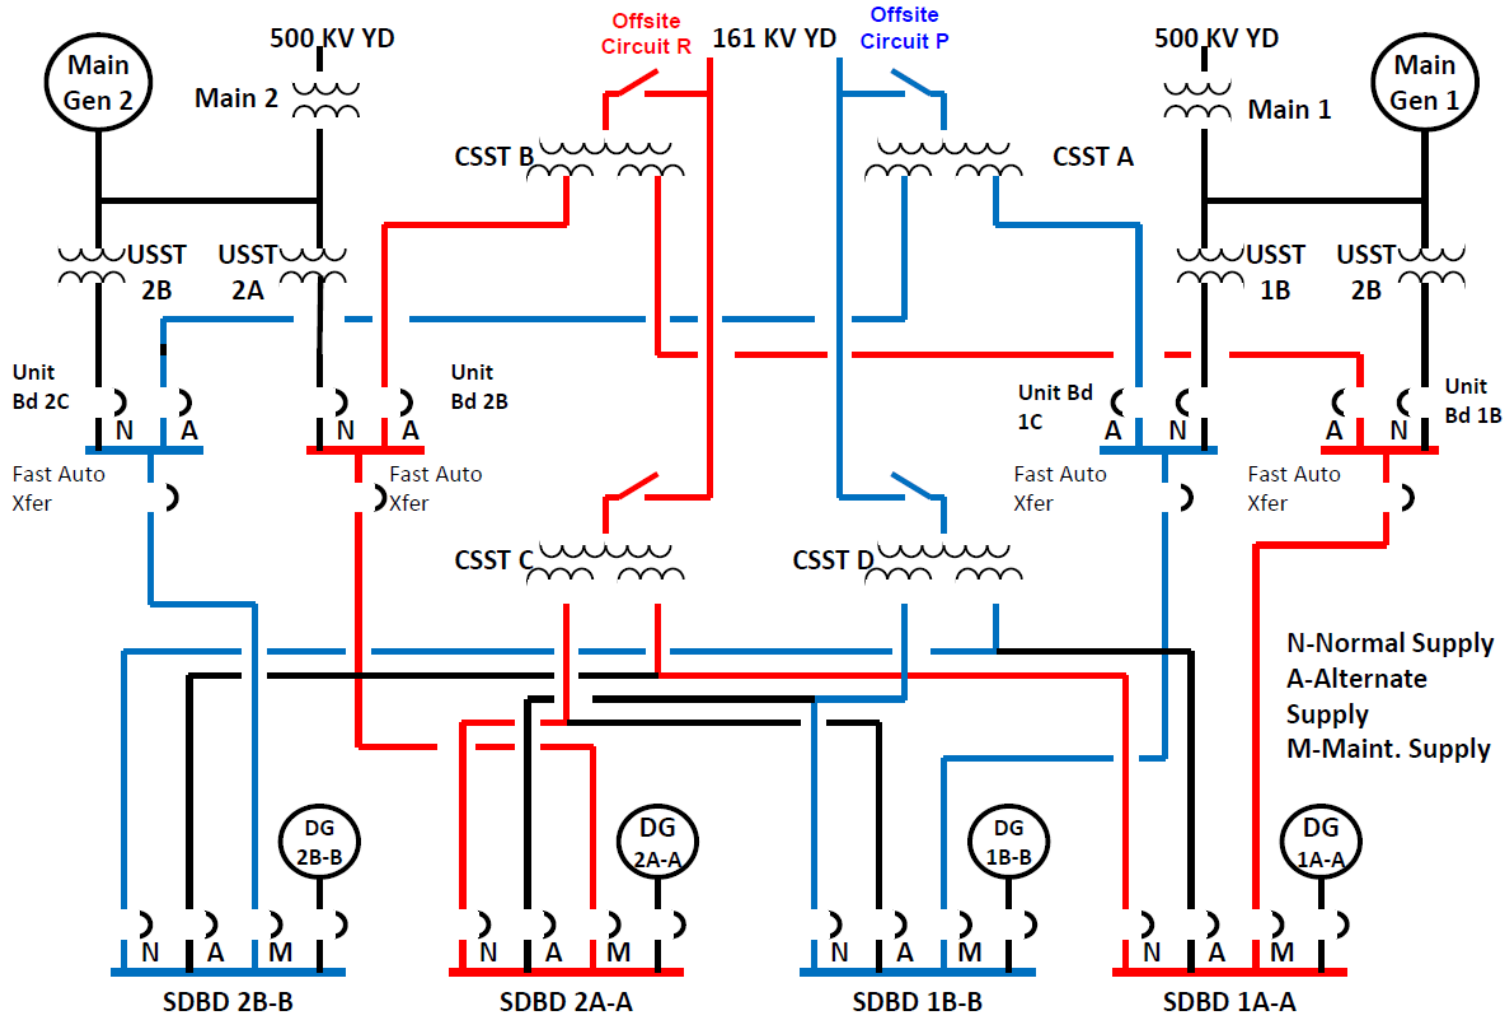 Offsite
Circuit R
Offsite
Circuit P
500 KV YD
161 KV YD
500 KV YD
Main
Gen 2
Main 2
Main 1
Main
Gen 1
CSST B
CSST A
USST
2B
USST
2A
USST
1B
USST
2B
Unit
Bd 2C
Unit
Bd 2B
Unit Bd
1C
Unit
Bd 1B
N
A
N
A
A
N
A
N
Fast Auto
Xfer
Fast Auto
Xfer
Fast Auto
Xfer
Fast Auto
Xfer
CSST C
CSST D
N-Normal Supply
A-Alternate
Supply
M-Maint. Supply
DG
2B-B
DG
2A-A
DG
1B-B
DG
1A-A
N
A
M
N
A
M
N
A
M
N
A
M
SDBD 2B-B
SDBD 2A-A
SDBD 1B-B
SDBD 1A-A